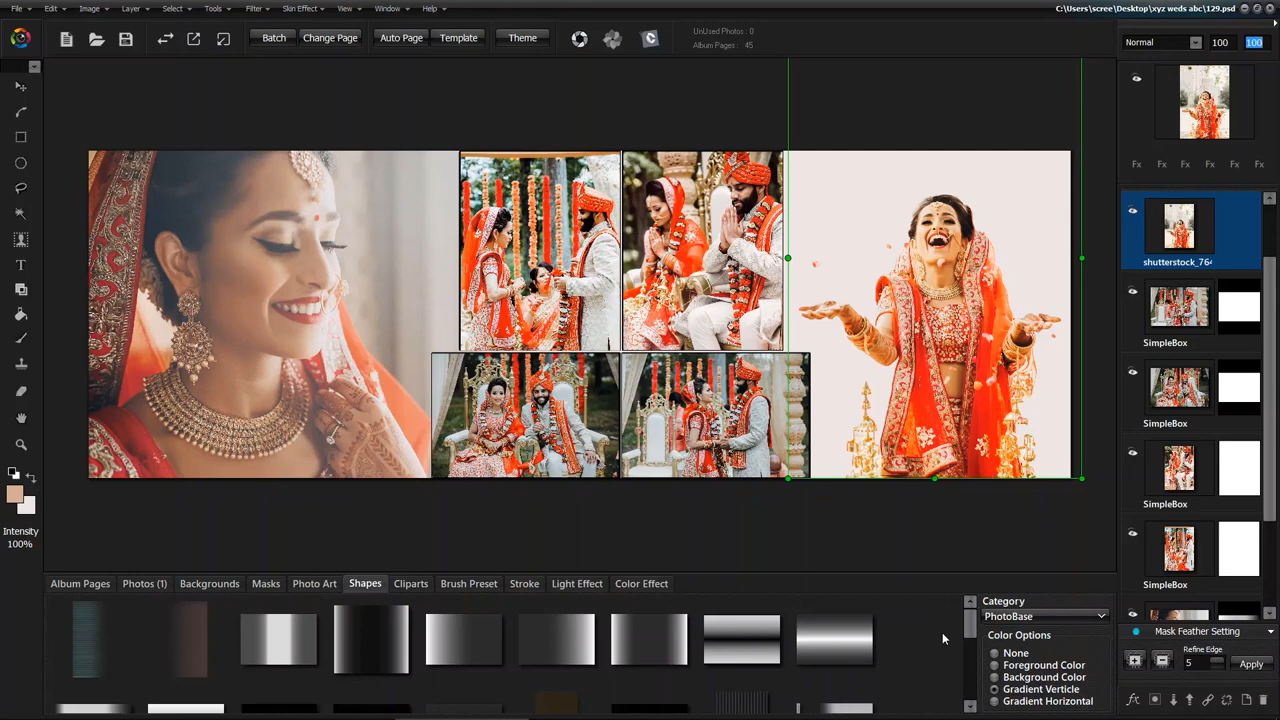 File Edit Image Layer Select Tools Filter Skin Effect View Window Help C:\Users\scree\Desktop\xyz weds abc\129.psd
Batch Change Page Auto Page Template Theme
UnUsed Photos : 0
Album Pages : 45
Normal 100 100
Fx Fx Fx Fx Fx Fx
shutterstock_764
SimpleBox
SimpleBox
SimpleBox
SimpleBox
T
Intensity
100%
Album Pages Photos (1) Backgrounds Masks Photo Art Shapes Cliparts Brush Preset Stroke Light Effect Color Effect
Category
PhotoBase
Color Options
None
Foreground Color
Background Color
Gradient Verticle
Gradient Horizontal
Mask Feather Setting
Refine Edge
5 Apply